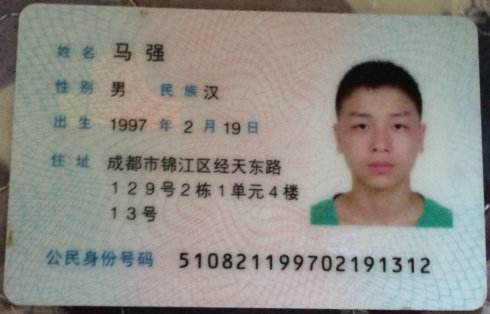 姓名 马强
性别 男 民族 汉
出生 1997 年 2 月 19 日
住址 成都市锦江区经天东路
129号2栋1单元4楼
13号
公民身份号码 510821199702191312